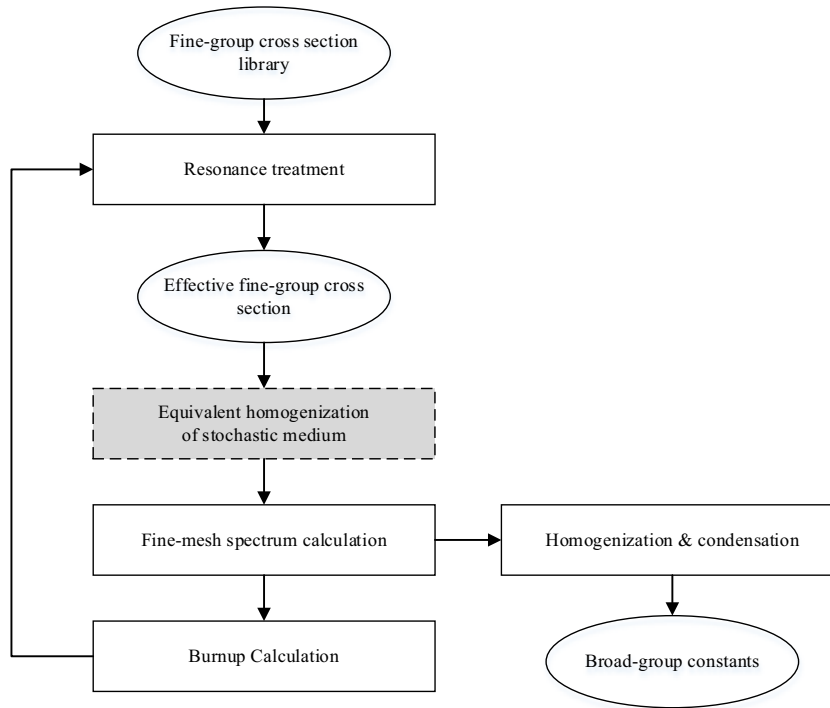 Fine-group cross section
library
Resonance treatment
Effective fine-group cross
section
Equivalent homogenization
of stochastic medium
Fine-mesh spectrum calculation
Homogenization & condensation
Burnup Calculation
Broad-group constants